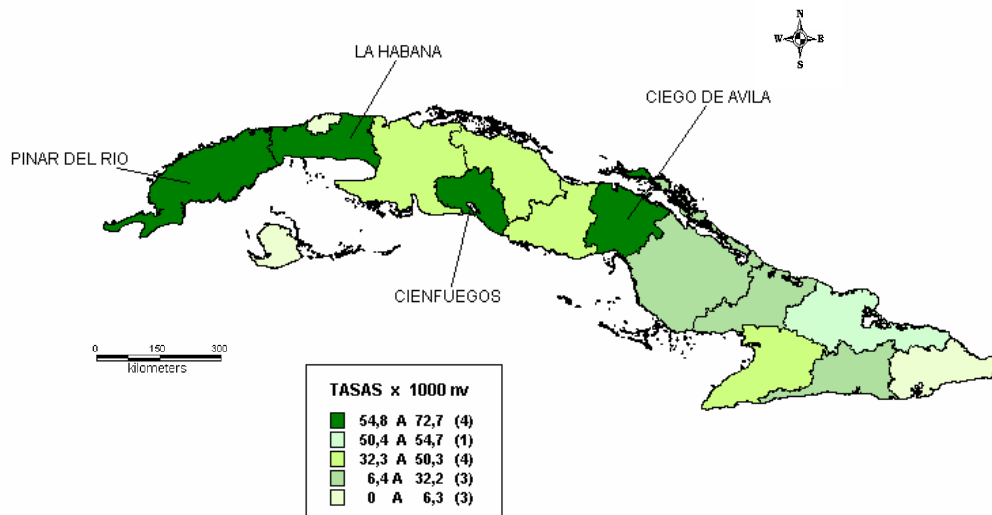 N
W E
S
LA HABANA
CIEGO DE AVILA
PINAR DEL RIO
CIENFUEGOS
0 150 300
kilometers
TASAS x 1000 nv
54,8 A 72,7 (4)
50,4 A 54,7 (1)
32,3 A 50,3 (4)
6,4 A 32,2 (3)
0 A 6,3 (3)